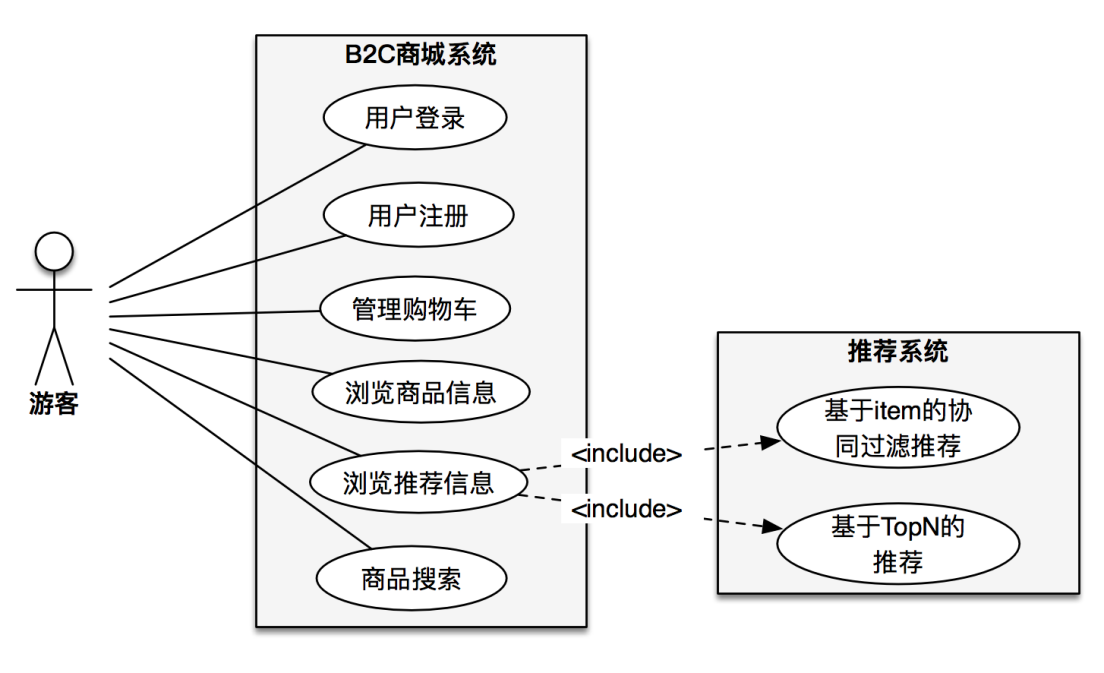 B2C商城系统
用户登录
用户注册
管理购物车
浏览商品信息
浏览推荐信息
商品搜索
游客
<include>
<include>
推荐系统
基于item的协
同过滤推荐
基于TopN的
推荐